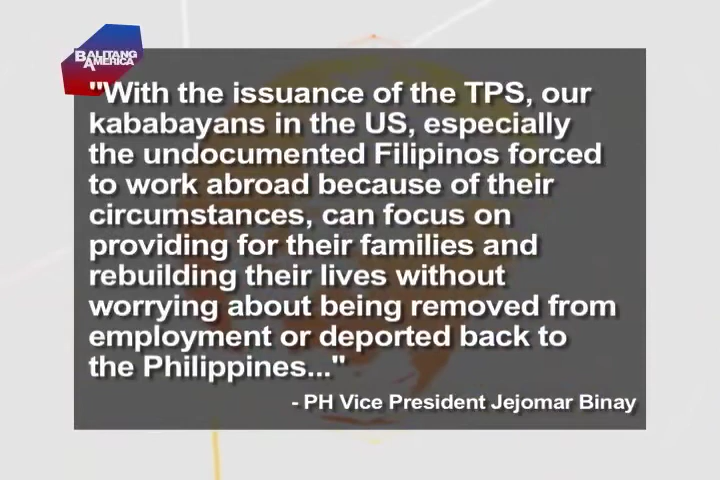 BALITANG
AMERICA
"With the issuance of the TPS, our
kababayans in the US, especially
the undocumented Filipinos forced
to work abroad because of their
circumstances, can focus on
providing for their families and
rebuilding their lives without
worrying about being removed from
employment or deported back to
the Philippines..."
- PH Vice President Jejomar Binay